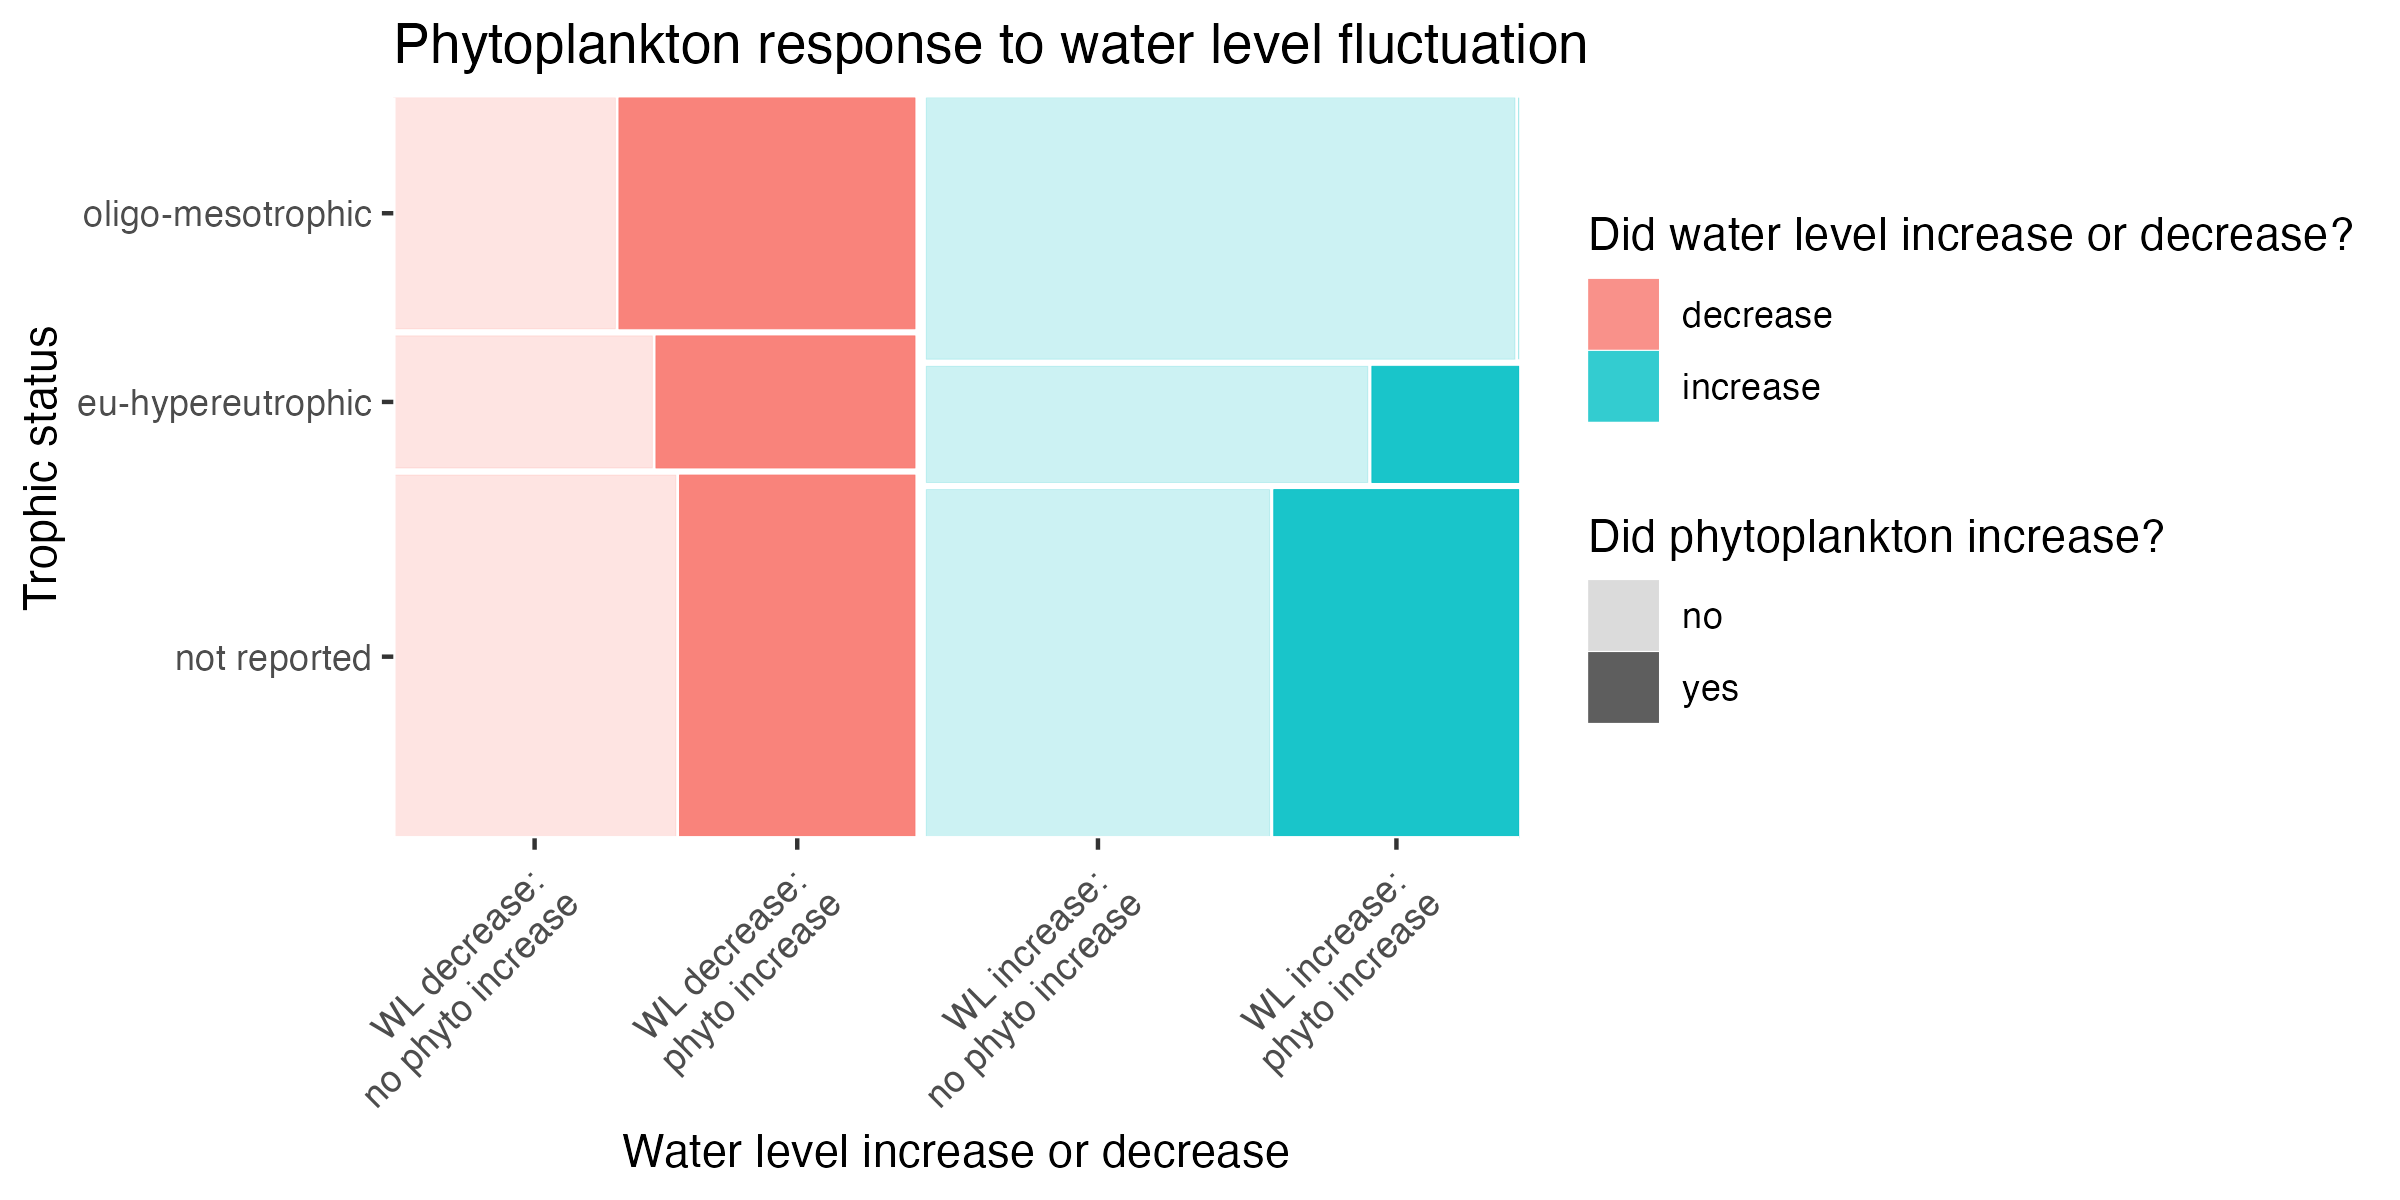 Phytoplankton response to water level fluctuation
Trophic status
oligo-mesotrophic
eu-hypereutrophic
not reported
WL decrease:
no phyto increase
WL decrease:
phyto increase
WL increase:
no phyto increase
WL increase:
phyto increase
Water level increase or decrease
Did water level increase or decrease?
decrease
increase
Did phytoplankton increase?
no
yes